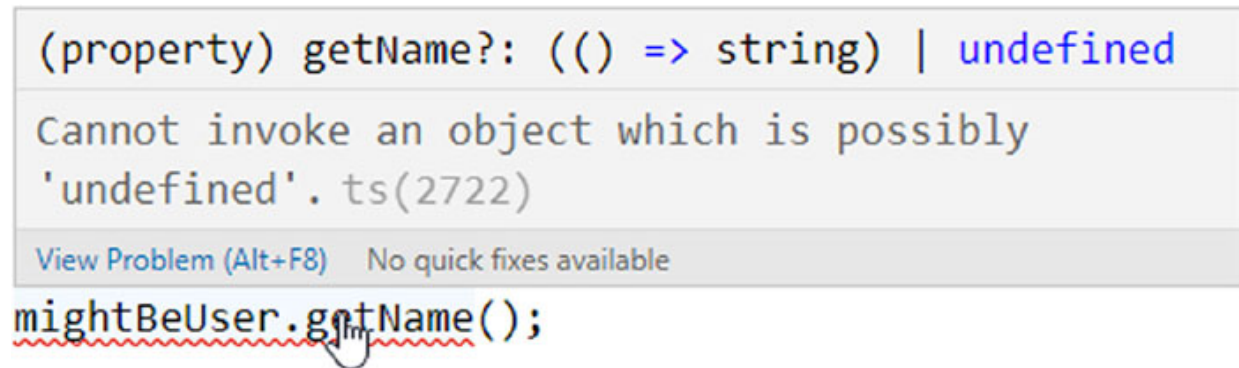 (property) getName?: (() => string) | undefined
Cannot invoke an object which is possibly
'undefined'. ts(2722)
View Problem (Alt+F8) No quick fixes available
mightBeUser.getName();